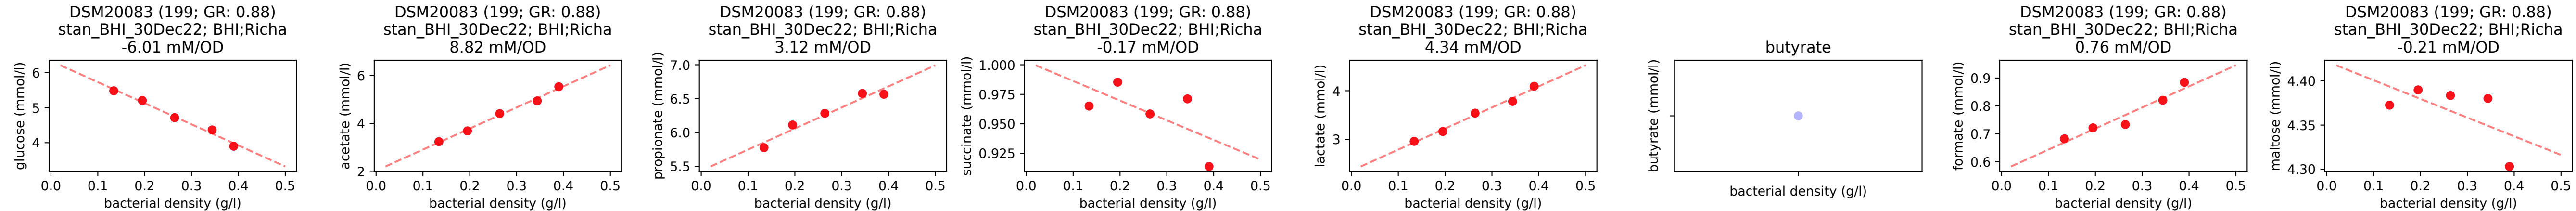 DSM20083 (199; GR: 0.88)
stan_BHI_30Dec22; BHI;Richa
-6.01 mM/OD
glucose (mmol/l)
6
5
4
0.0 0.1 0.2 0.3 0.4 0.5
bacterial density (g/l)
DSM20083 (199; GR: 0.88)
stan_BHI_30Dec22; BHI;Richa
8.82 mM/OD
acetate (mmol/l)
6
4
2
0.0 0.1 0.2 0.3 0.4 0.5
bacterial density (g/l)
DSM20083 (199; GR: 0.88)
stan_BHI_30Dec22; BHI;Richa
3.12 mM/OD
propionate (mmol/l)
7.0
6.5
6.0
5.5
0.0 0.1 0.2 0.3 0.4 0.5
bacterial density (g/l)
DSM20083 (199; GR: 0.88)
stan_BHI_30Dec22; BHI;Richa
-0.17 mM/OD
succinate (mmol/l)
1.000
0.975
0.950
0.925
0.0 0.1 0.2 0.3 0.4 0.5
bacterial density (g/l)
DSM20083 (199; GR: 0.88)
stan_BHI_30Dec22; BHI;Richa
4.34 mM/OD
lactate (mmol/l)
4
3
0.0 0.1 0.2 0.3 0.4 0.5
bacterial density (g/l)
butyrate
butyrate (mmol/l)
bacterial density (g/l)
DSM20083 (199; GR: 0.88)
stan_BHI_30Dec22; BHI;Richa
0.76 mM/OD
formate (mmol/l)
0.9
0.8
0.7
0.6
0.0 0.1 0.2 0.3 0.4 0.5
bacterial density (g/l)
DSM20083 (199; GR: 0.88)
stan_BHI_30Dec22; BHI;Richa
-0.21 mM/OD
maltose (mmol/l)
4.40
4.35
4.30
0.0 0.1 0.2 0.3 0.4 0.5
bacterial density (g/l)